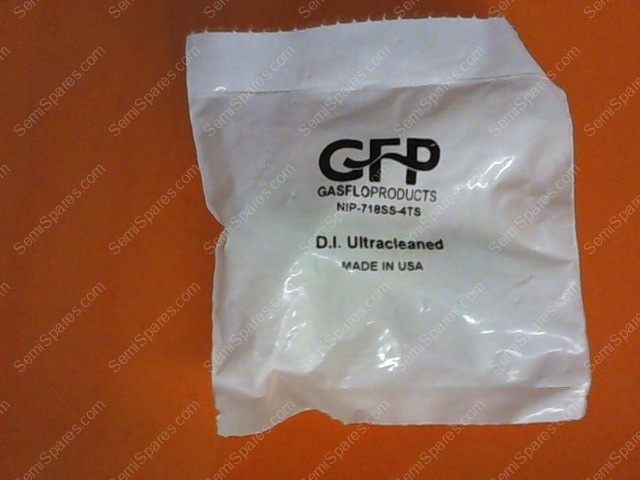 GFP
GASFLOPRODUCTS
NIP-718SS-4TS
D.I. Ultracleaned
MADE IN USA
SemiSpares.com